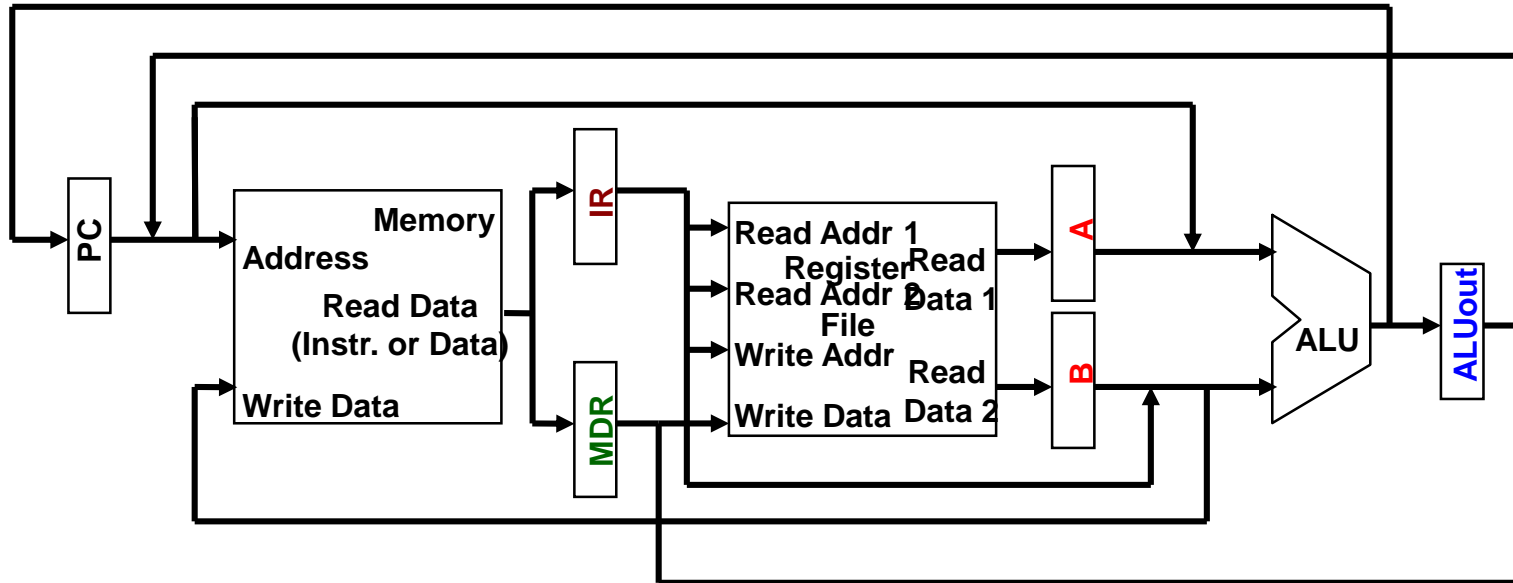 PC
Memory
Address
Read Data
(Instr. or Data)
Write Data
IR
MDR
Read Addr 1
Register
Read Addr 2
File
Write Addr
Write Data
Read
Data 1
Read
Data 2
A
B
ALU
ALUout